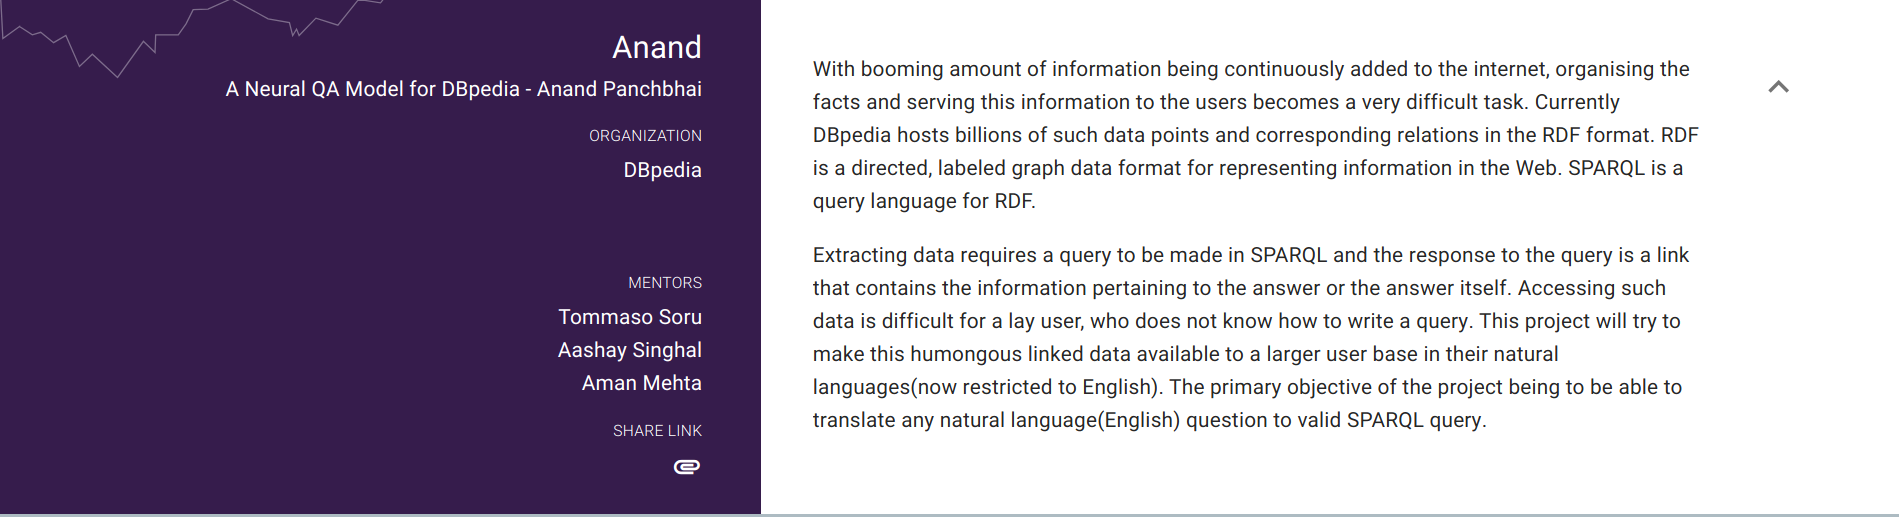 Anand
A Neural QA Model for DBpedia - Anand Panchbhai
ORGANIZATION
DBpedia
MENTORS
Tommaso Soru
Aashay Singhal
Aman Mehta
SHARE LINK
With booming amount of information being continuously added to the internet, organising the
facts and serving this information to the users becomes a very difficult task. Currently
DBpedia hosts billions of such data points and corresponding relations in the RDF format. RDF
is a directed, labeled graph data format for representing information in the Web. SPARQL is a
query language for RDF.
Extracting data requires a query to be made in SPARQL and the response to the query is a link
that contains the information pertaining to the answer or the answer itself. Accessing such
data is difficult for a lay user, who does not know how to write a query. This project will try to
make this humongous linked data available to a larger user base in their natural
languages(now restricted to English). The primary objective of the project being to be able to
translate any natural language(English) question to valid SPARQL query.